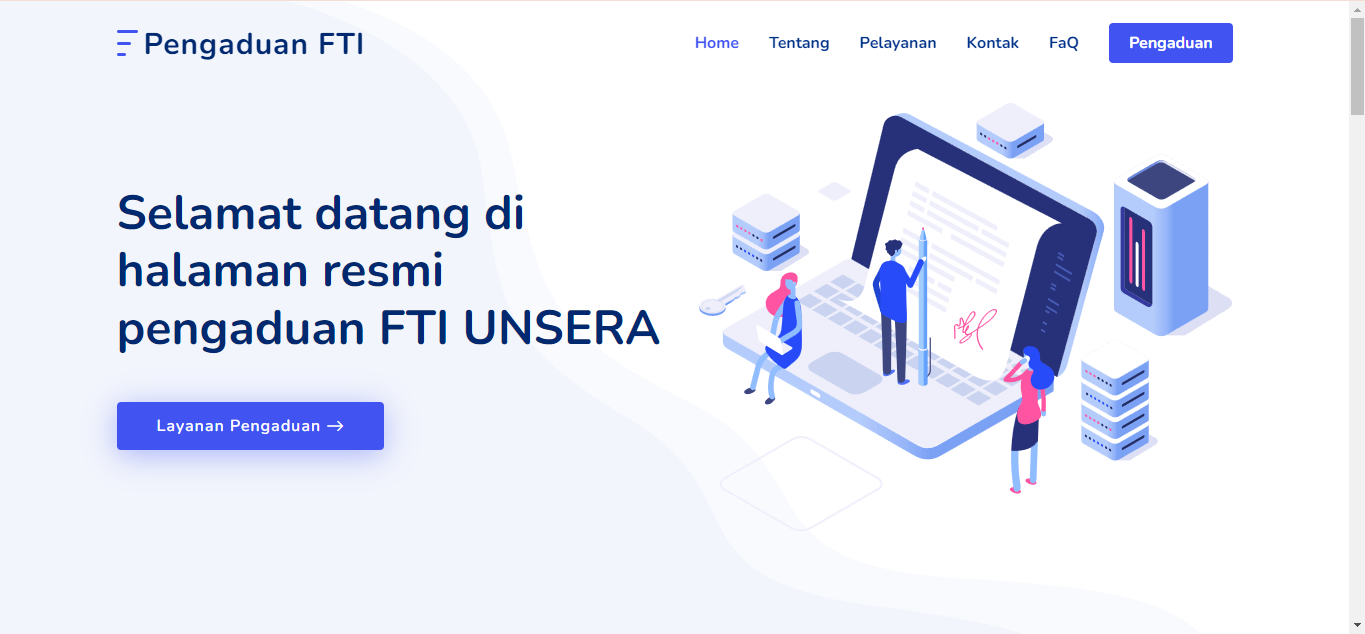 Pengaduan FTI
Home Tentang Pelayanan Kontak FaQ Pengaduan
Selamat datang di
halaman resmi
pengaduan FTI UNSERA
Layanan Pengaduan →